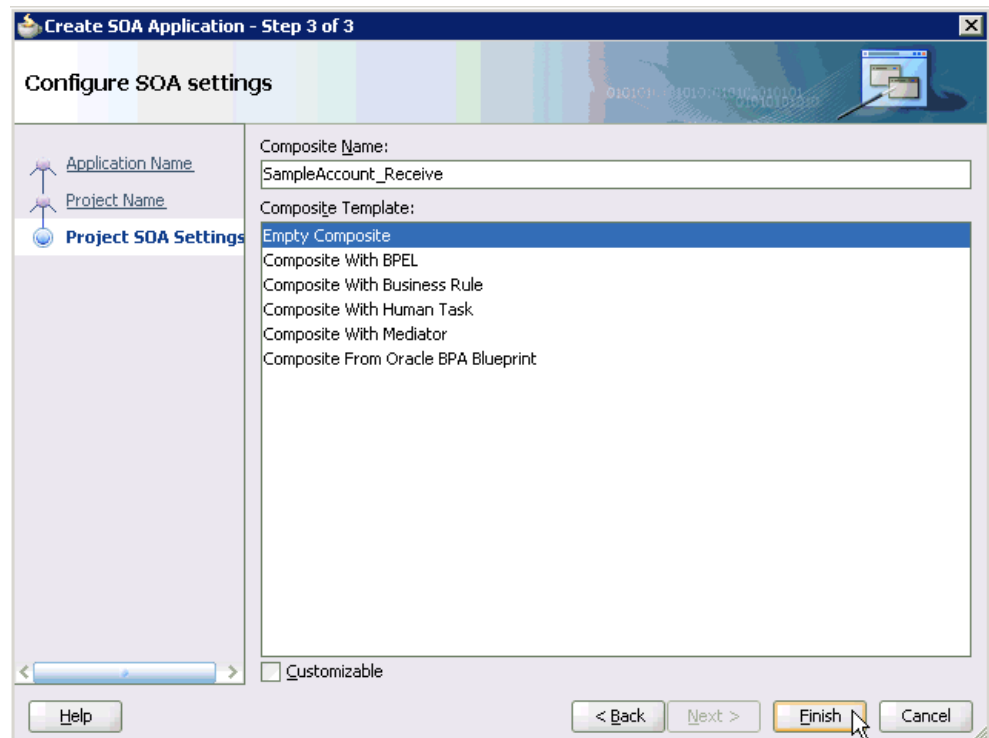 Create SOA Application - Step 3 of 3
Configure SOA settings
Application Name
Project Name
Project SOA Settings
Composite Name:
SampleAccount_Receive
Composite Template:
Empty Composite
Composite With BPEL
Composite With Business Rule
Composite With Human Task
Composite With Mediator
Composite From Oracle BPA Blueprint
Customizable
Help
< Back
Next >
Finish
Cancel